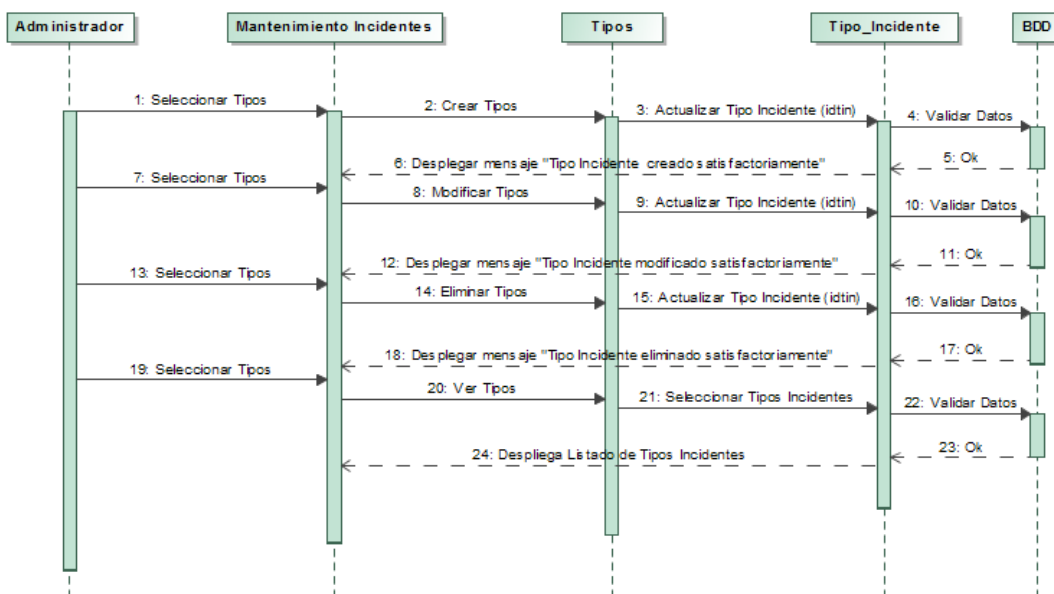 Administrador
Mantenimiento Incidentes
Tipos
Tipo_Incidente
BDD
1: Seleccionar Tipos
2: Crear Tipos
3: Actualizar Tipo Incidente (idtin)
4: Validar Datos
5: Ok
6: Desplegar mensaje "Tipo Incidente creado satisfactoriamente"
7: Seleccionar Tipos
8: Modificar Tipos
9: Actualizar Tipo Incidente (idtin)
10: Validar Datos
11: Ok
12: Desplegar mensaje "Tipo Incidente modificado satisfactoriamente"
13: Seleccionar Tipos
14: Eliminar Tipos
15: Actualizar Tipo Incidente (idtin)
16: Validar Datos
17: Ok
18: Desplegar mensaje "Tipo Incidente eliminado satisfactoriamente"
19: Seleccionar Tipos
20: Ver Tipos
21: Seleccionar Tipos Incidentes
22: Validar Datos
23: Ok
24: Despliega Listado de Tipos Incidentes